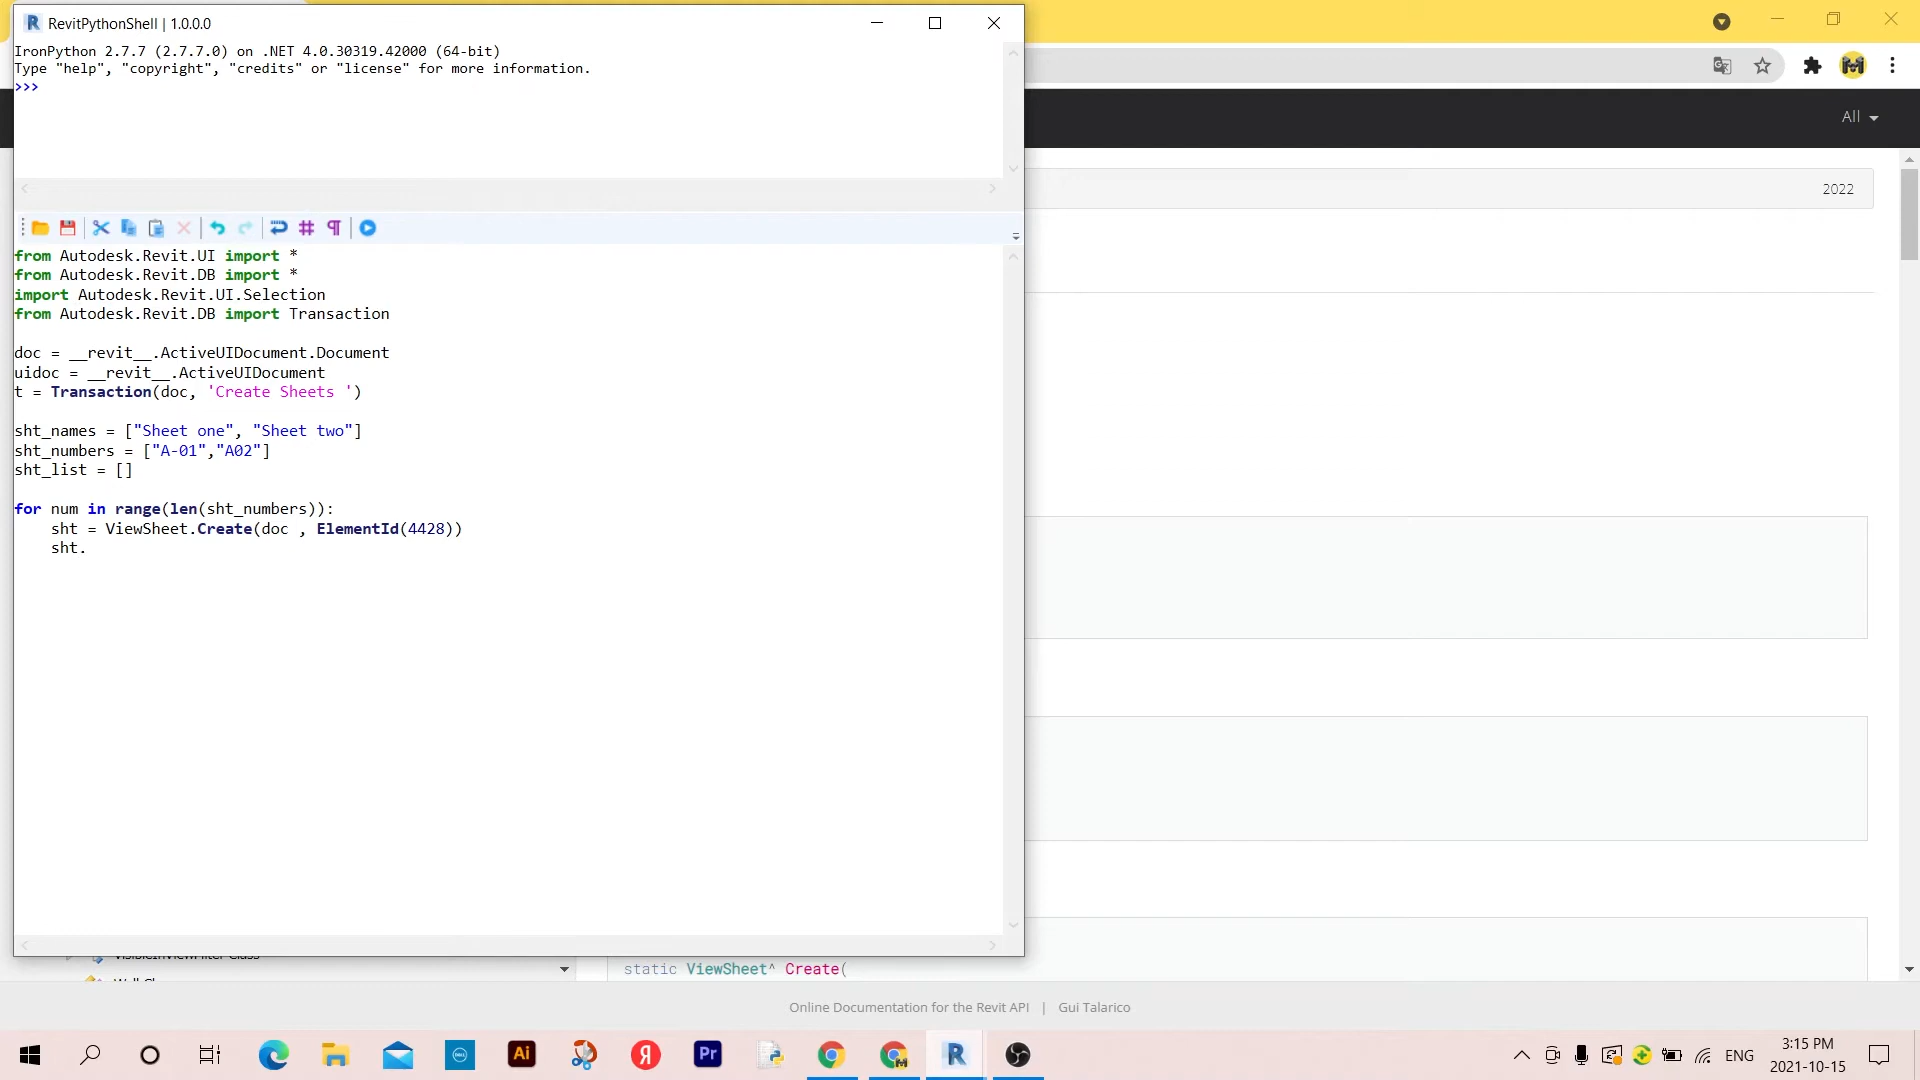 RevitPythonShell | 1.0.0.0
IronPython 2.7.7 (2.7.7.0) on .NET 4.0.30319.42000 (64-bit)
Type "help", "copyright", "credits" or "license" for more information.
>>>
All
2022
from Autodesk.Revit.UI import *
from Autodesk.Revit.DB import *
import Autodesk.Revit.UI.Selection
from Autodesk.Revit.DB import Transaction
doc = __revit__.ActiveUIDocument.Document
uidoc = __revit__.ActiveUIDocument
t = Transaction(doc, 'Create Sheets ')
sht_names = ["Sheet one", "Sheet two"]
sht_numbers = ["A-01","A02"]
sht_list = []
for num in range(len(sht_numbers)):
    sht = ViewSheet.Create(doc , ElementId(4428))
    sht.
static ViewSheet^ Create(
Online Documentation for the Revit API | Gui Talarico
Ai
Я
Pr
R
ENG
3:15 PM
2021-10-15